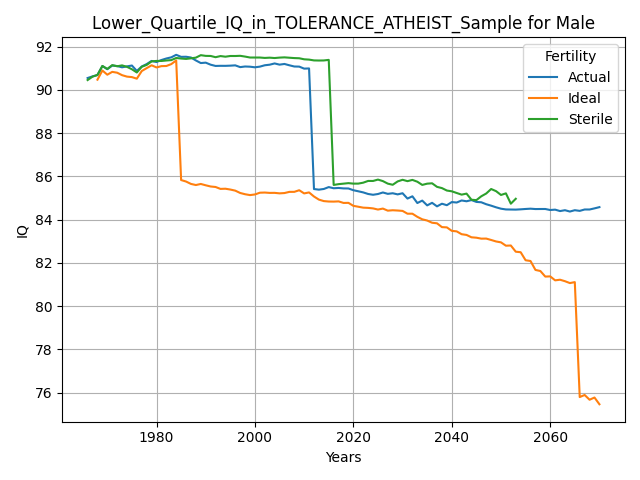 Lower_Quartile_IQ_in_TOLERANCE_ATHEIST_Sample for Male
Fertility
Actual
Ideal
Sterile
IQ
92
90
88
86
84
82
80
78
76
1980
2000
2020
2040
2060
Years